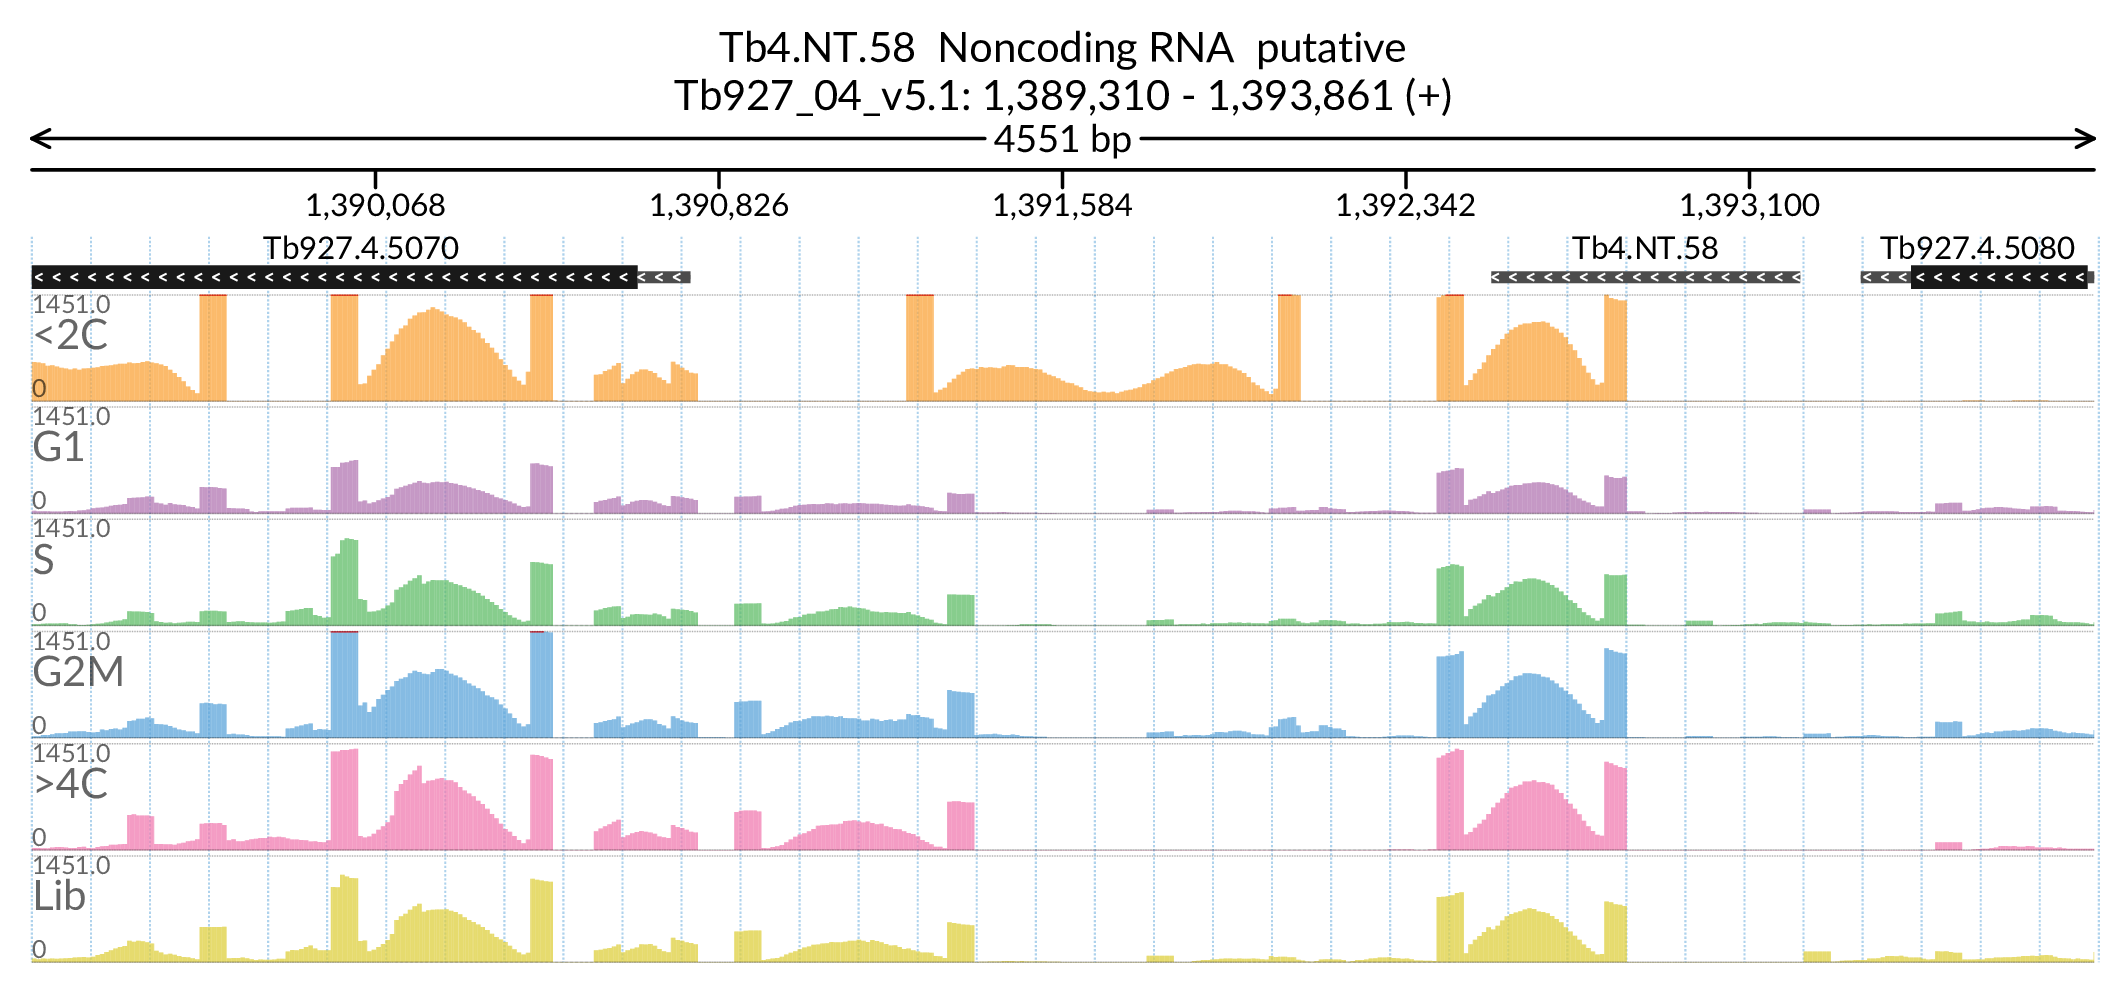 Tb4.NT.58 Noncoding RNA putative
Tb927_04_v5.1: 1,389,310 - 1,393,861 (+)
4551 bp
1,390,068 1,390,826 1,391,584 1,392,342 1,393,100
Tb927.4.5070 Tb4.NT.58 Tb927.4.5080
1451.0
<2C
0
1451.0
G1
0
1451.0
S
0
1451.0
G2M
0
1451.0
>4C
0
1451.0
Lib
0